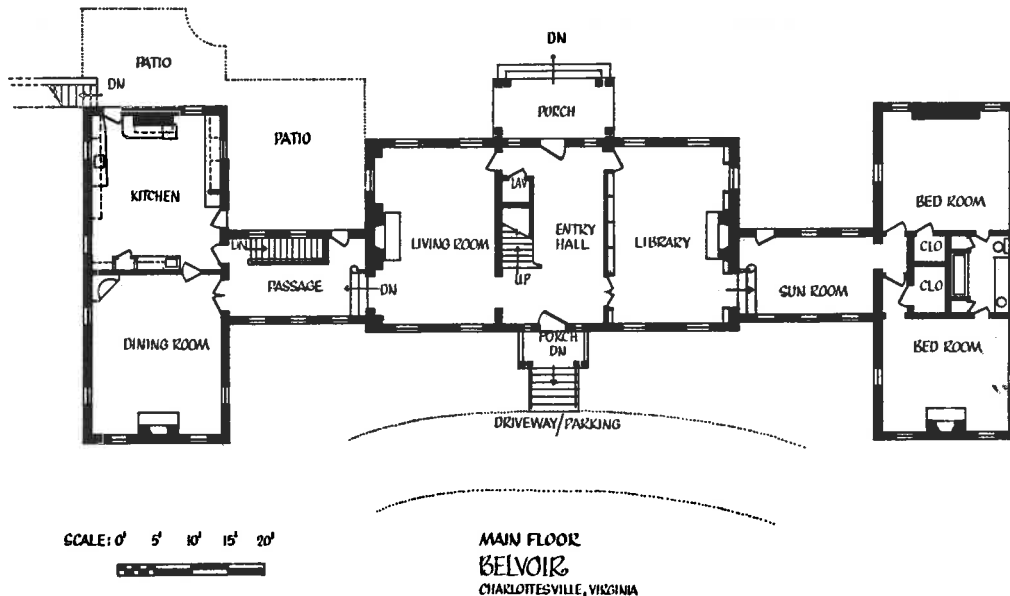 DN
PATIO
DN
PORCH
PATIO
LAV
KITCHEN
BED ROOM
ENTRY
HALL
LIVING ROOM
LIBRARY
DN
CLO
UP
PASSAGE
DN
SUN ROOM
CLO
PORCH
DN
DINING ROOM
BED ROOM
DRIVEWAY/PARKING
SCALE: 0' 5' 10' 15' 20'
MAIN FLOOR
BELVOIR
CHARLOTTESVILLE, VIRGINIA